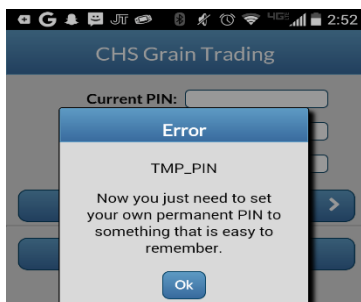 4G 2:52
CHS Grain Trading
Current PIN:
Error
TMP_PIN
Now you just need to set
your own permanent PIN to
something that is easy to
remember.
Ok